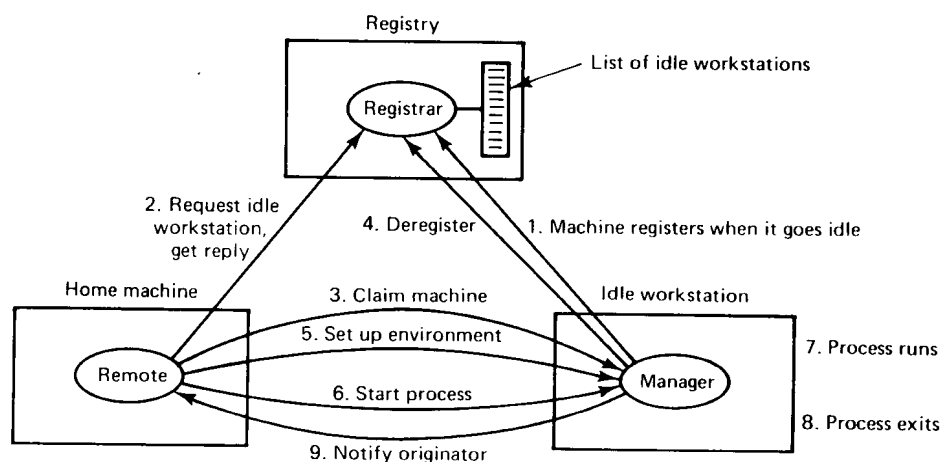 Registry
List of idle workstations
Registrar
2. Request idle
workstation,
get reply
4. Deregister
1. Machine registers when it goes idle
Home machine
3. Claim machine
Idle workstation
5. Set up environment
7. Process runs
Remote
Manager
6. Start process
8. Process exits
9. Notify originator